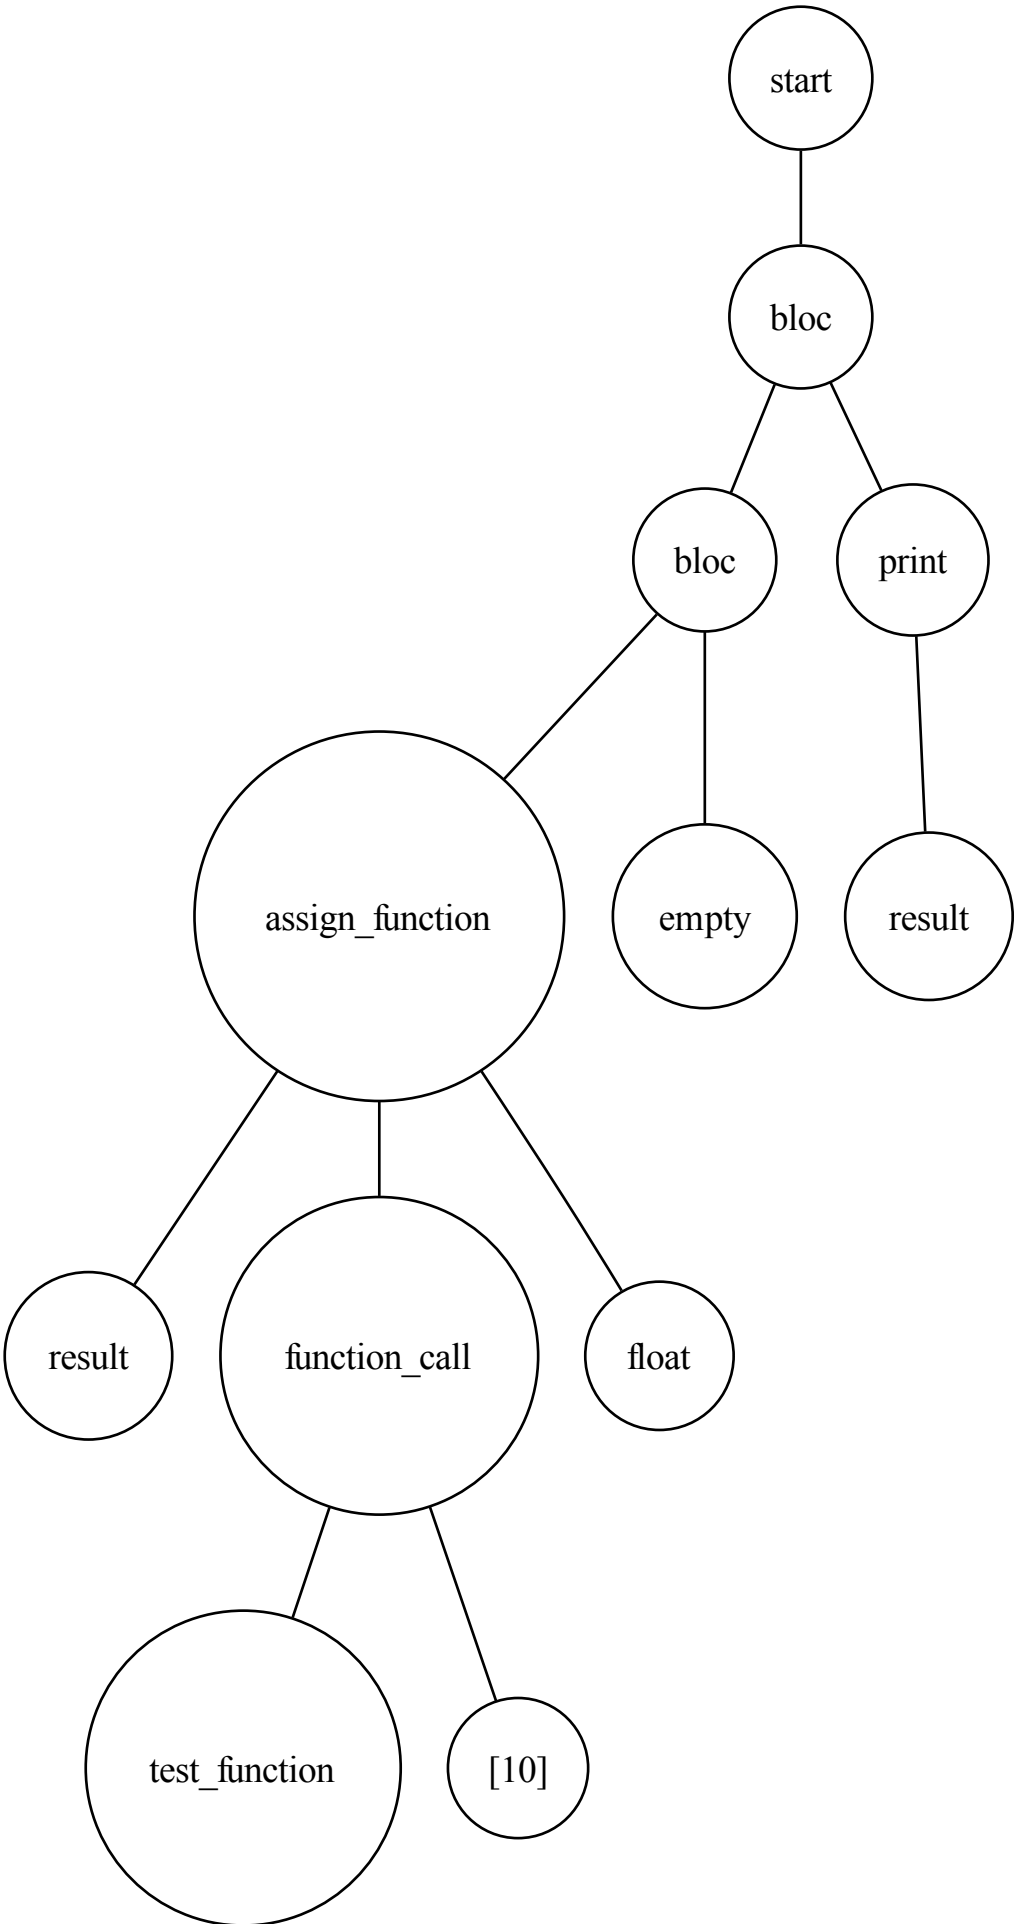 start
bloc
bloc
print
assign_function
empty
result
result
function_call
float
test_function
[10]